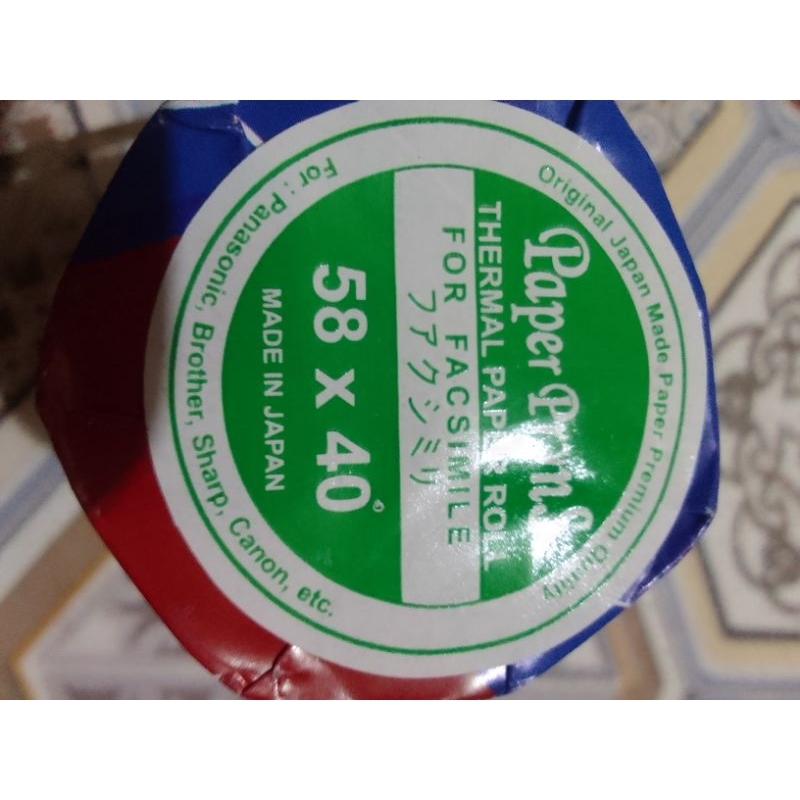 Original Japan Made Paper Premium Quality
Paper
THERMAL PAPER ROLL
FOR FACSIMILE
ファクシミリ
58 x 40
MADE IN JAPAN
For : Panasonic, Brother, Sharp, Canon, etc.